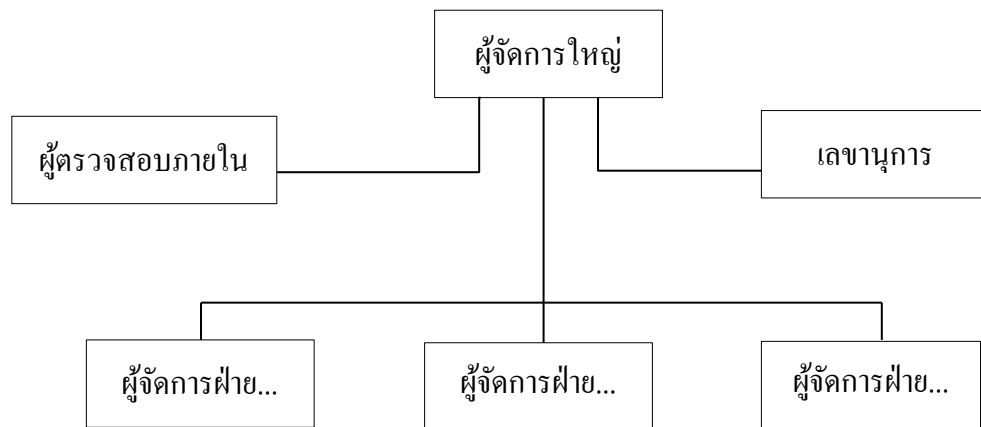 ผู้จัดการใหญ่
ผู้ตรวจสอบภายใน
เลขานุการ
ผู้จัดการฝ่าย...
ผู้จัดการฝ่าย...
ผู้จัดการฝ่าย...